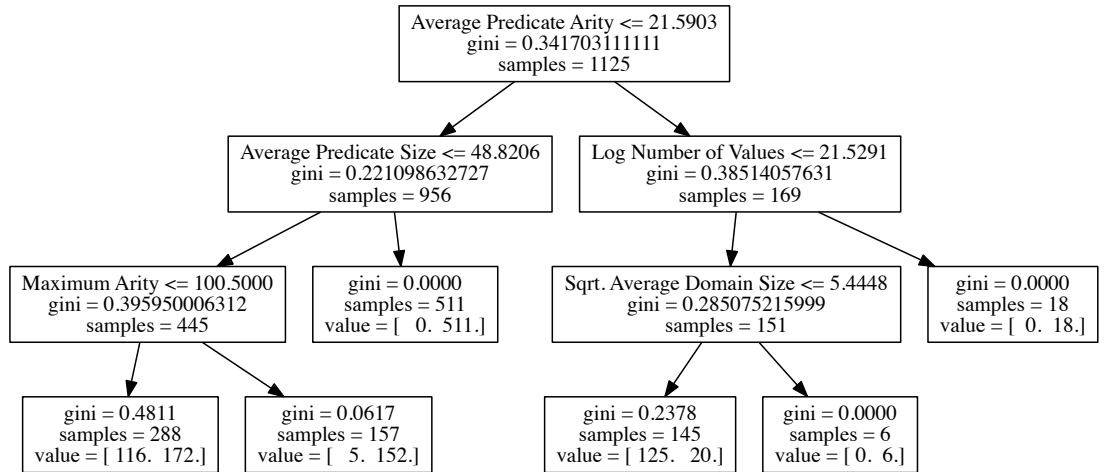 Average Predicate Arity <= 21.5903
gini = 0.341703111111
samples = 1125
Average Predicate Size <= 48.8206
gini = 0.221098632727
samples = 956
Log Number of Values <= 21.5291
gini = 0.38514057631
samples = 169
Maximum Arity <= 100.5000
gini = 0.395950006312
samples = 445
gini = 0.0000
samples = 511
value = [   0.  511.]
Sqrt. Average Domain Size <= 5.4448
gini = 0.285075215999
samples = 151
gini = 0.0000
samples = 18
value = [  0.  18.]
gini = 0.4811
samples = 288
value = [ 116.  172.]
gini = 0.0617
samples = 157
value = [   5.  152.]
gini = 0.2378
samples = 145
value = [ 125.   20.]
gini = 0.0000
samples = 6
value = [ 0.  6.]